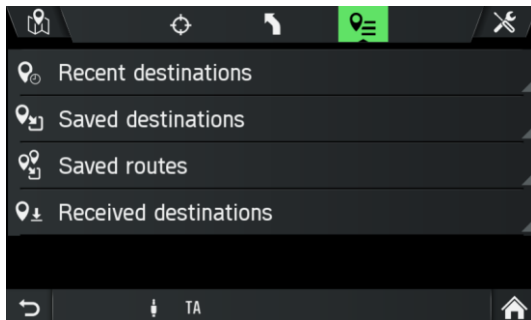 Recent destinations
Saved destinations
Saved routes
Received destinations
TA